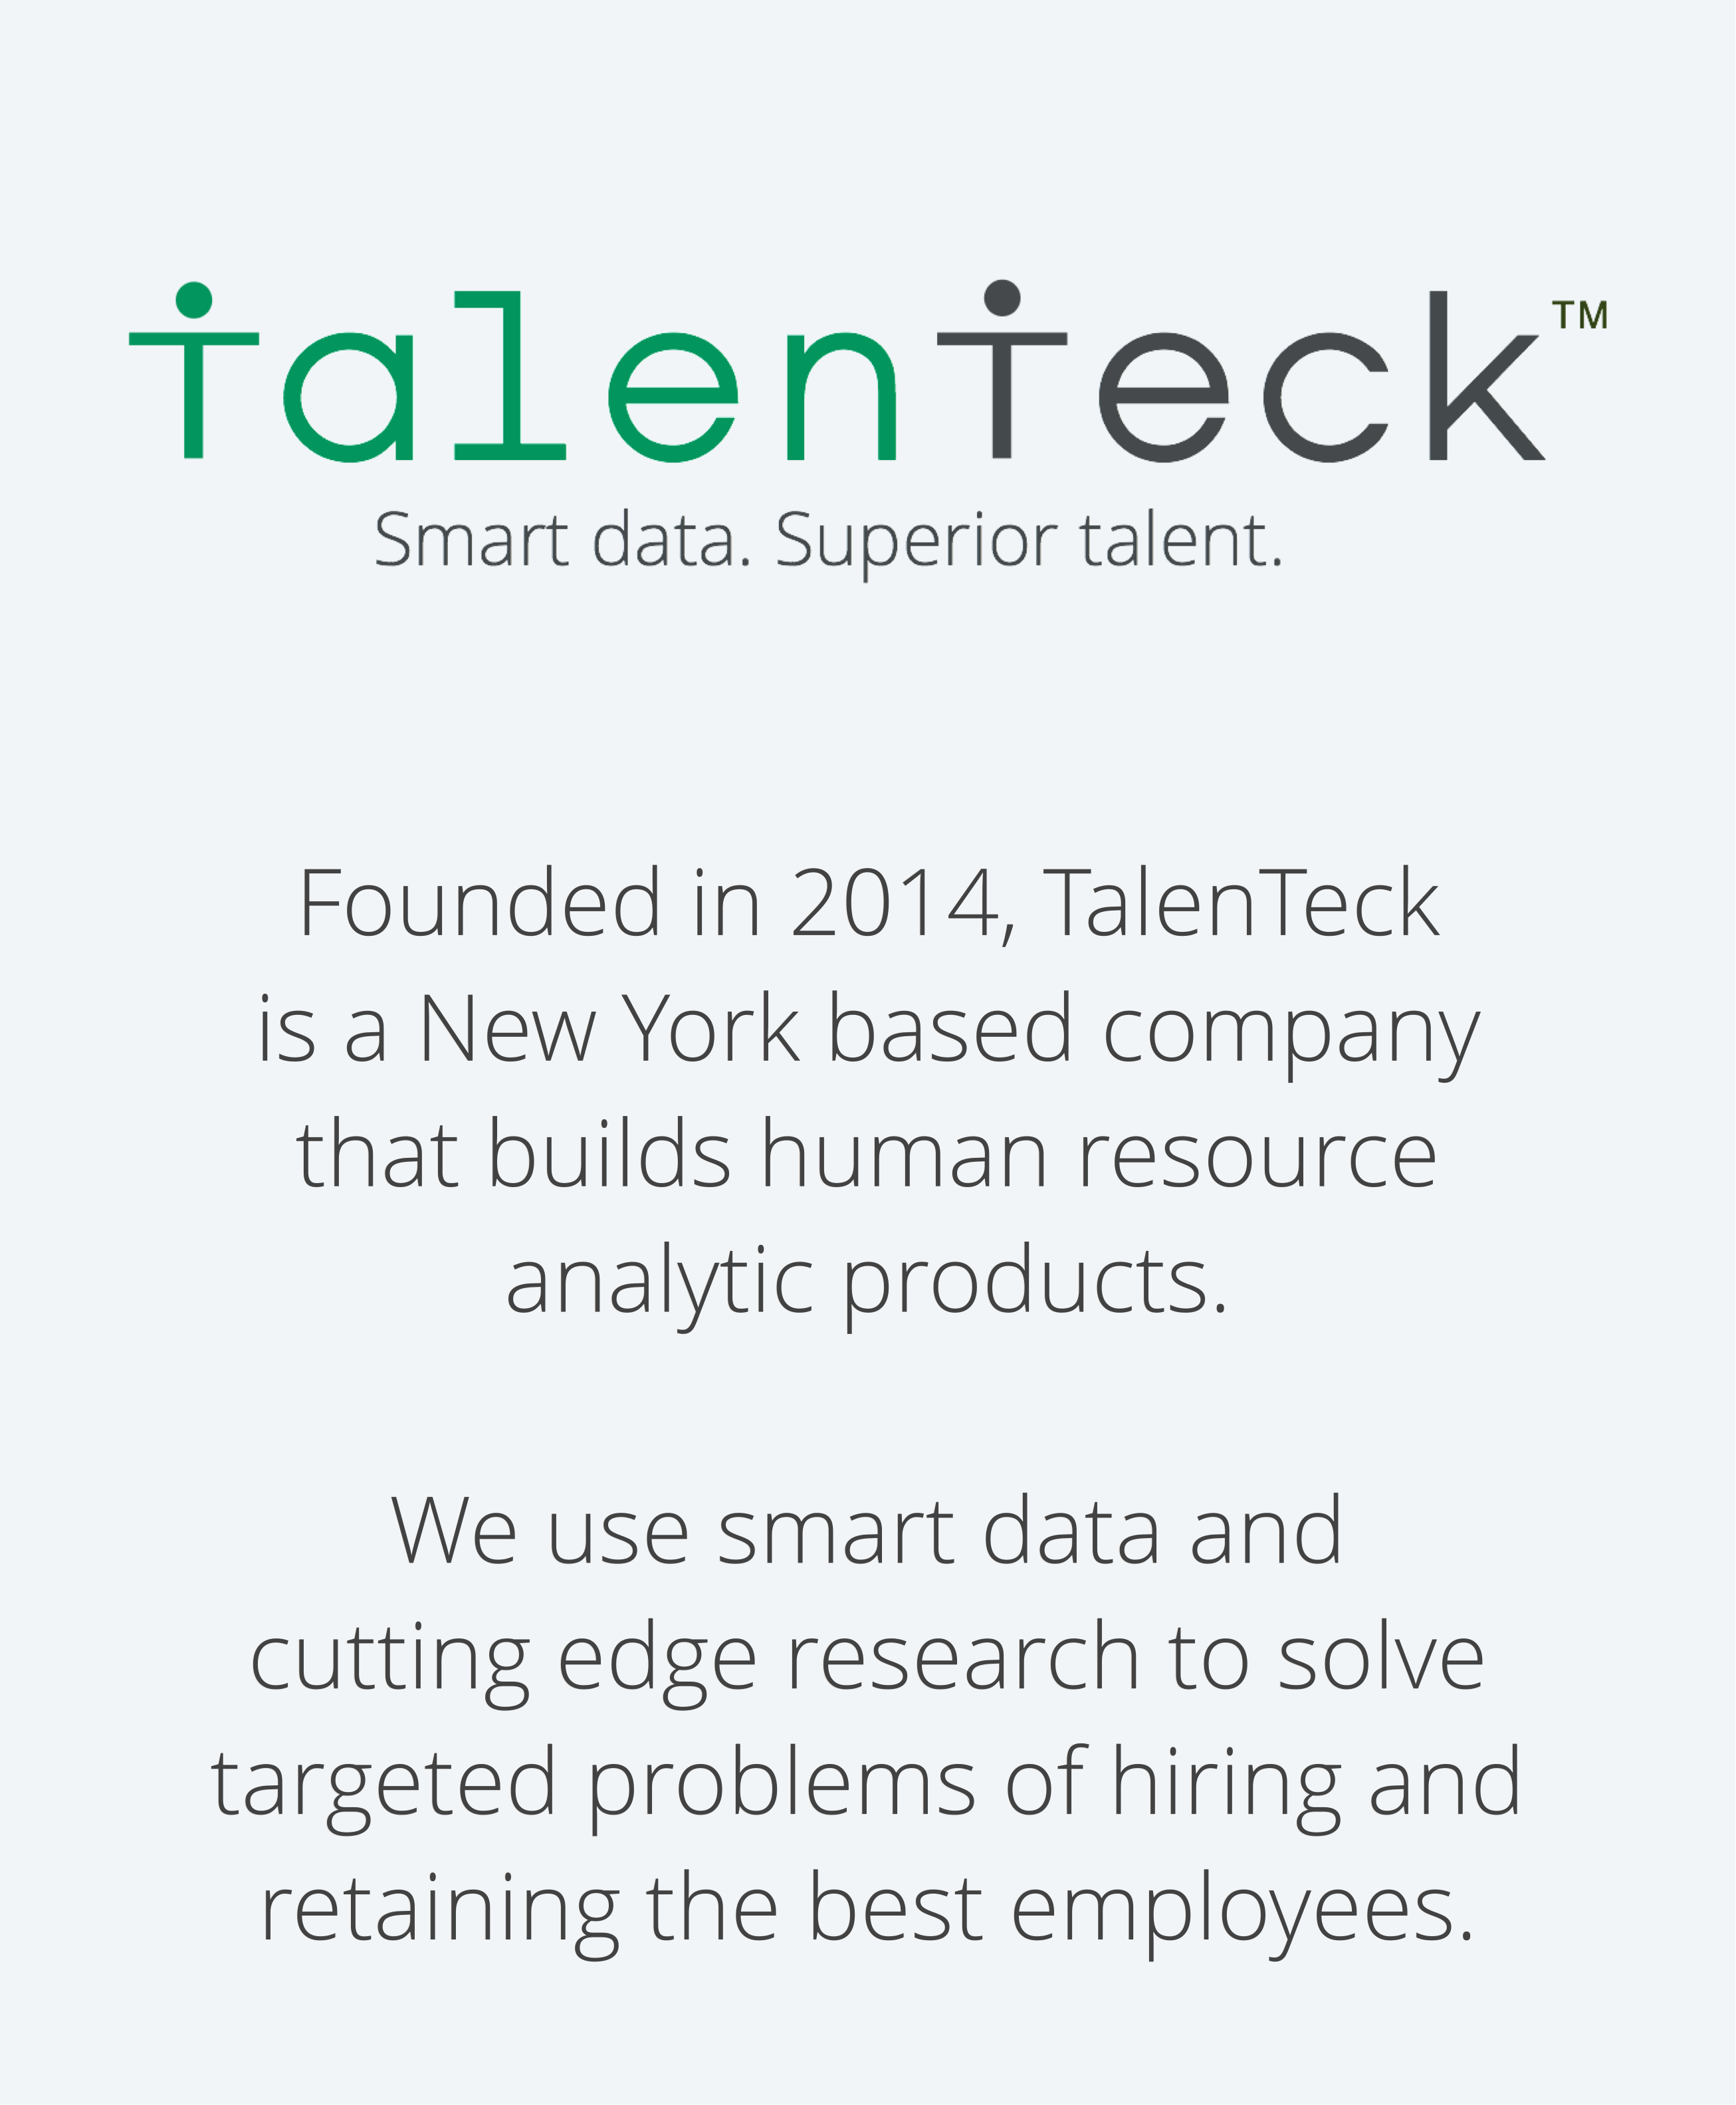 TalenTeck™
Smart data. Superior talent.
Founded in 2014, TalenTeck
is a New York based company
that builds human resource
analytic products.
We use smart data and
cutting edge research to solve
targeted problems of hiring and
retaining the best employees.